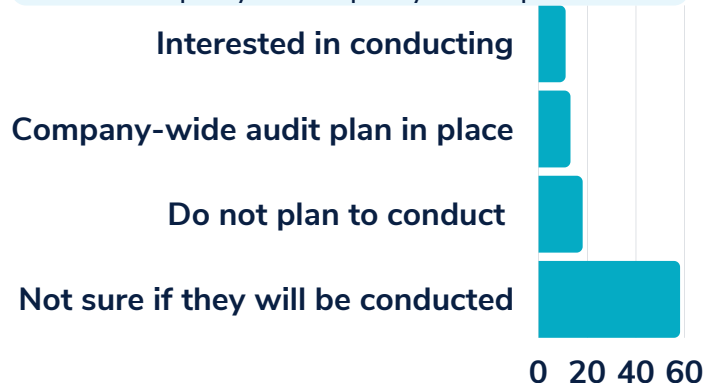 Interested in conducting
Company-wide audit plan in place
Do not plan to conduct
Not sure if they will be conducted
0 20 40 60